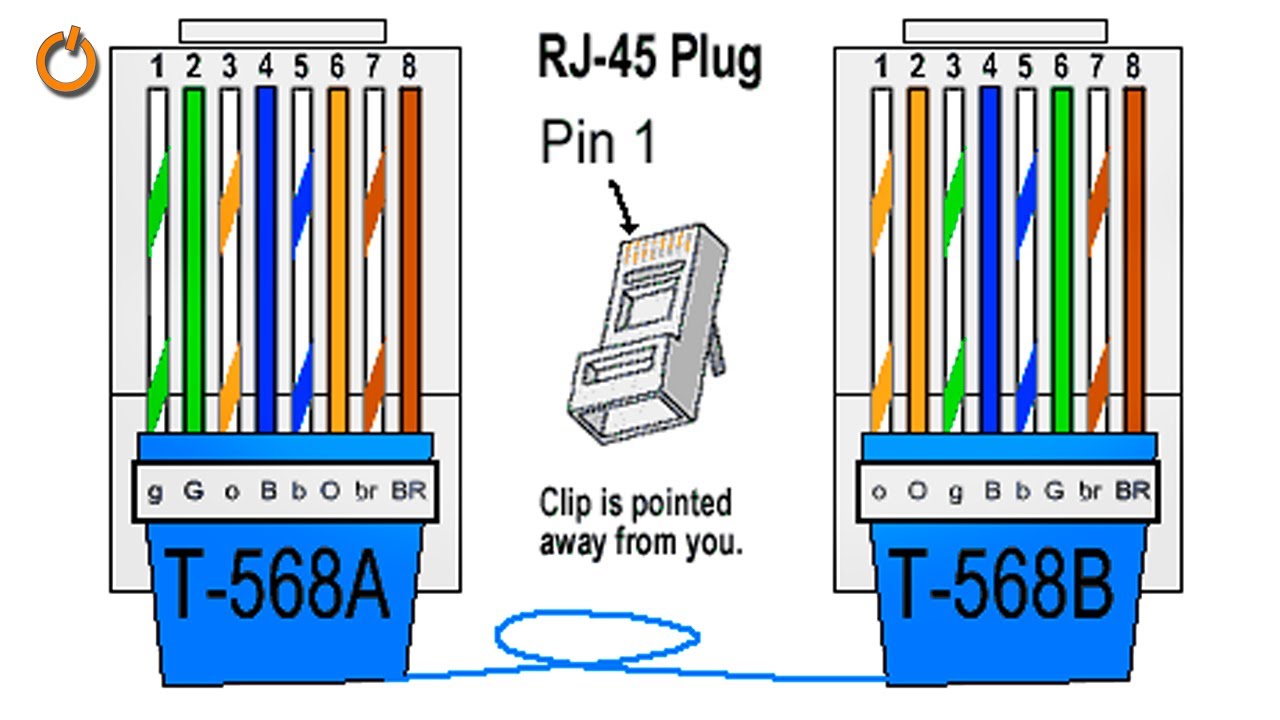 1 2 3 4 5 6 7 8
g G o B b O br BR
T-568A
RJ-45 Plug
Pin 1
Clip is pointed
away from you.
1 2 3 4 5 6 7 8
o O g B b G br BR
T-568B